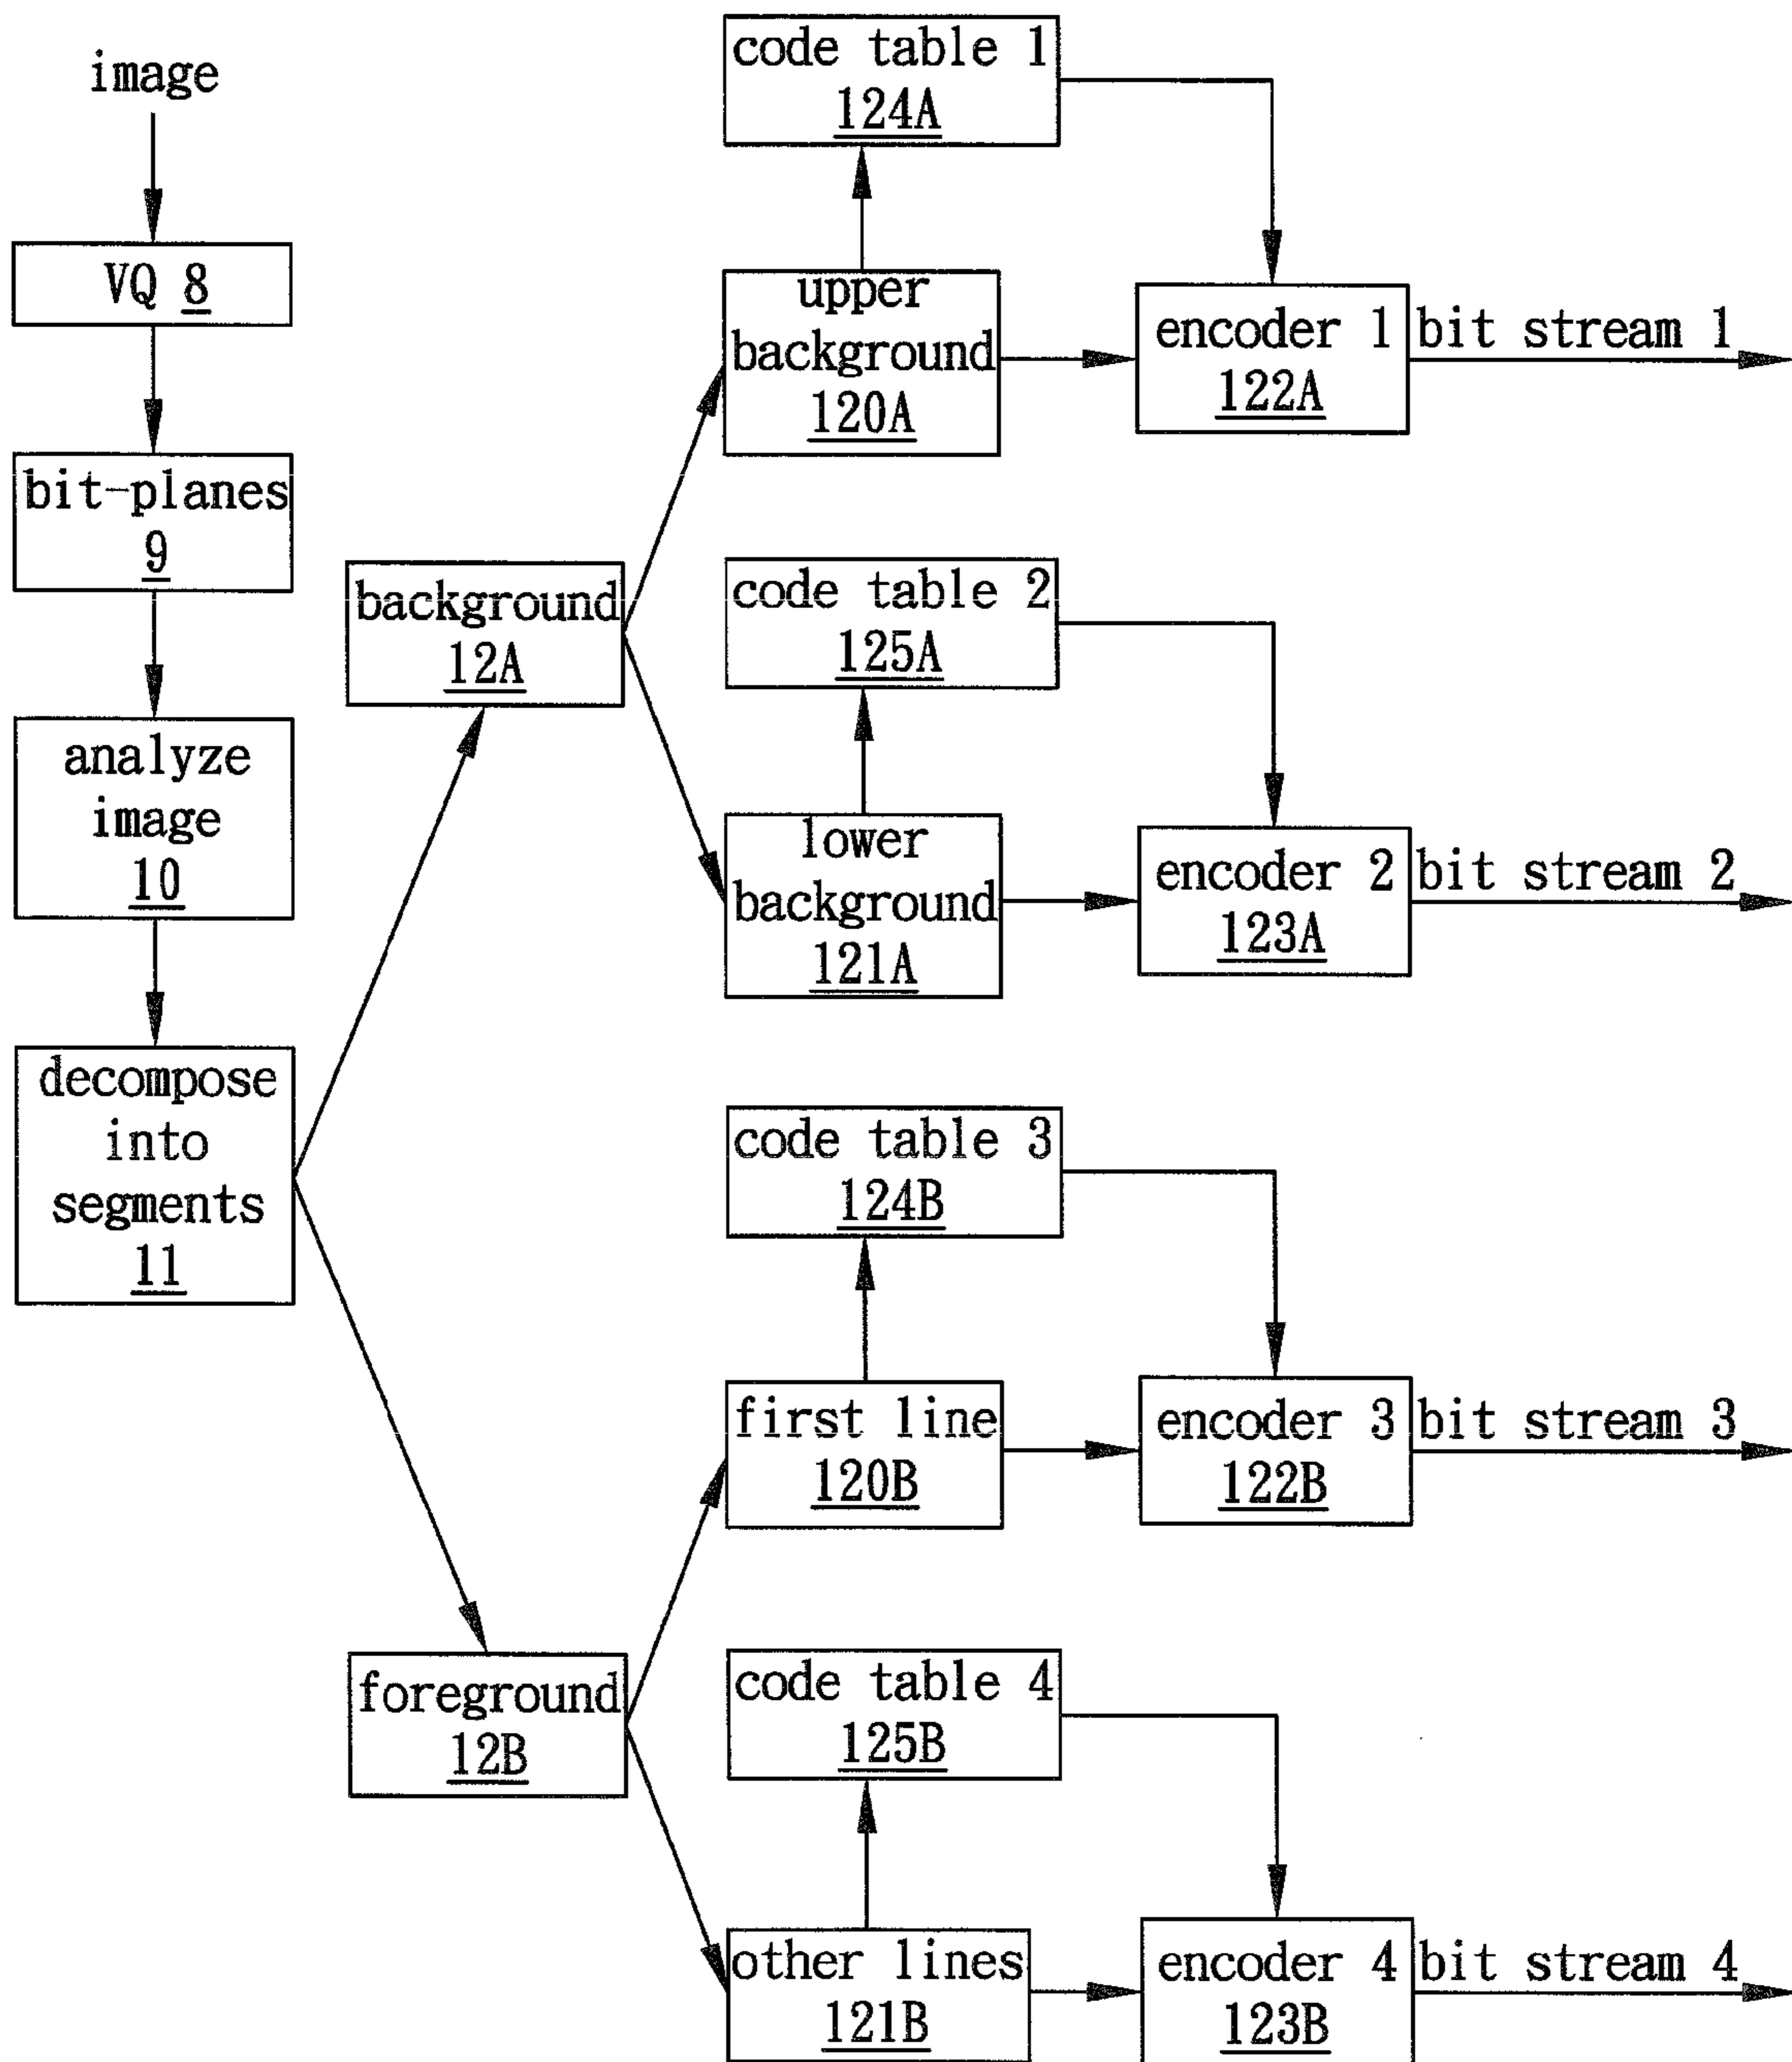 image
VQ 8
bit-planes
9
analyze
image
10
decompose
into
segments
11
background
12A
foreground
12B
code table 1
124A
upper
background
120A
encoder 1
122A
bit stream 1
code table 2
125A
lower
background
121A
encoder 2
123A
bit stream 2
code table 3
124B
first line
120B
encoder 3
122B
bit stream 3
code table 4
125B
other lines
121B
encoder 4
123B
bit stream 4